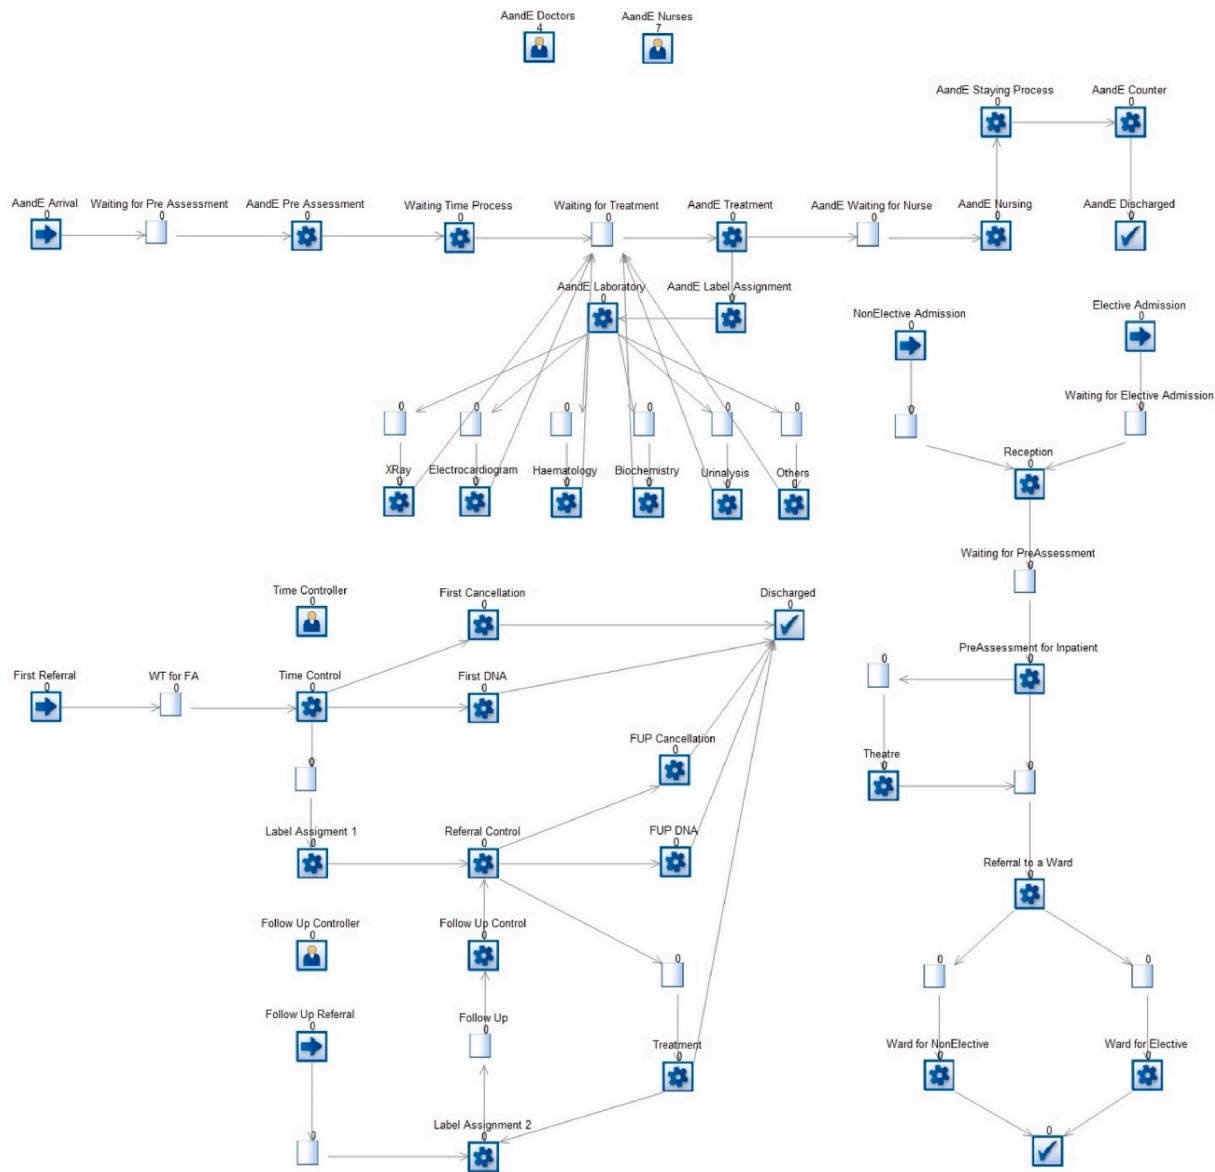 AandE Doctors
4
AandE Nurses
7
AandE Staying Process
0
AandE Counter
0
AandE Arrival
0
Waiting for Pre Assessment
0
AandE Pre Assessment
0
Waiting Time Process
0
Waiting for Treatment
0
AandE Treatment
0
AandE Waiting for Nurse
0
AandE Nursing
0
AandE Discharged
0
AandE Laboratory
0
AandE Label Assignment
0
NonElective Admission
0
Elective Admission
0
0
0
0
0
0
0
0
Waiting for Elective Admission
0
XRay
0
Electrocardiogram
0
Haematology
0
Biochemistry
0
Urinalysis
0
Others
0
Reception
0
Waiting for PreAssessment
0
Time Controller
0
First Cancellation
0
Discharged
0
First Referral
0
WT for FA
0
Time Control
0
First DNA
0
0
PreAssessment for Inpatient
0
FUP Cancellation
0
0
Theatre
0
0
Label Assigment 1
0
Referral Control
0
FUP DNA
0
Referral to a Ward
0
Follow Up Controller
0
Follow Up Control
0
0
0
0
Follow Up Referral
0
Follow Up
0
Treatment
0
Ward for NonElective
0
Ward for Elective
0
0
Label Assignment 2
0
0